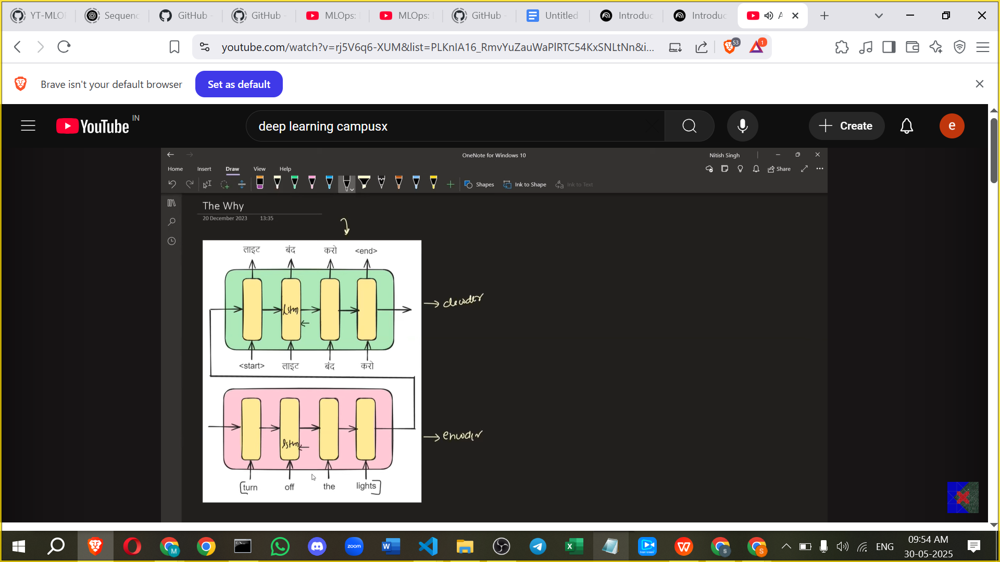 YT-MLOP
Sequenc
GitHub -
GitHub -
MLOps: 
MLOps: 
GitHub -
Untitled
Introduc
Introduc
A
youtube.com/watch?v=rj5V6q6-XUM&list=PLKnIA16_RmvYuZauWaPlRTC54KxSNLtNn&i...
53
1
Brave isn't your default browser
Set as default
YouTube IN
deep learning campusx
Create
e
OneNote for Windows 10
Nitish Singh
Home Insert Draw View Help
Share
Shapes Ink to Shape Ink to Text
The Why
20 December 2023 13:35
लाइट बंद करो <end>
lstm
decoder
<start> लाइट बंद करो
lstm
encoder
turn off the lights
zoom
ENG
09:54 AM
30-05-2025